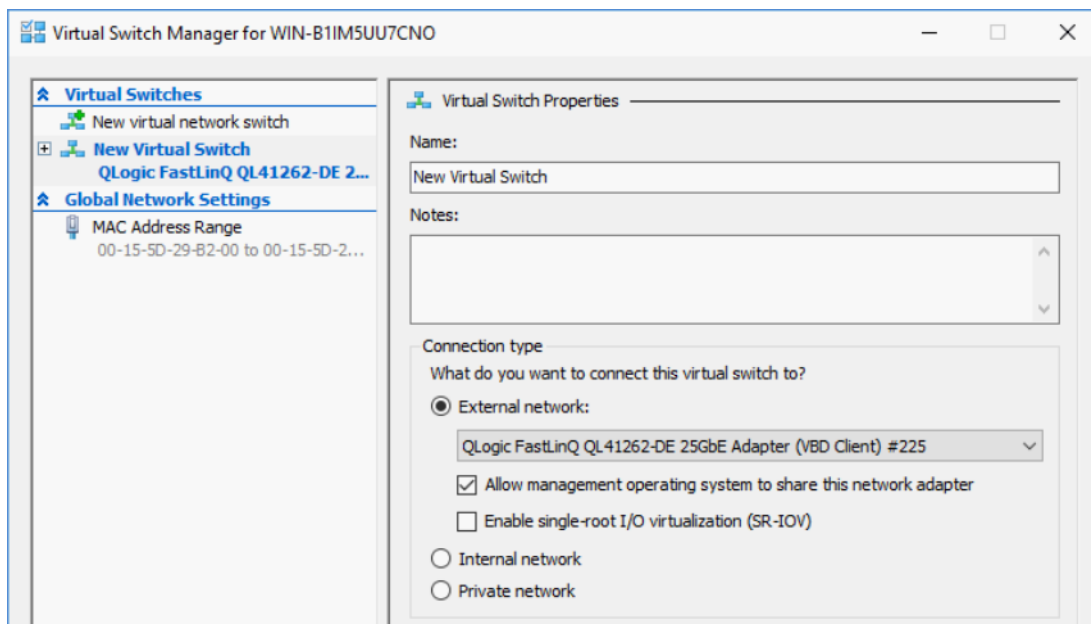 Virtual Switch Manager for WIN-B1IM5UU7CNO
Virtual Switches
New virtual network switch
New Virtual Switch
QLogic FastLinQ QL41262-DE 2...
Global Network Settings
MAC Address Range
00-15-5D-29-B2-00 to 00-15-5D-2...
Virtual Switch Properties
Name:
New Virtual Switch
Notes:
Connection type
What do you want to connect this virtual switch to?
External network:
QLogic FastLinQ QL41262-DE 25GbE Adapter (VBD Client) #225
Allow management operating system to share this network adapter
Enable single-root I/O virtualization (SR-IOV)
Internal network
Private network